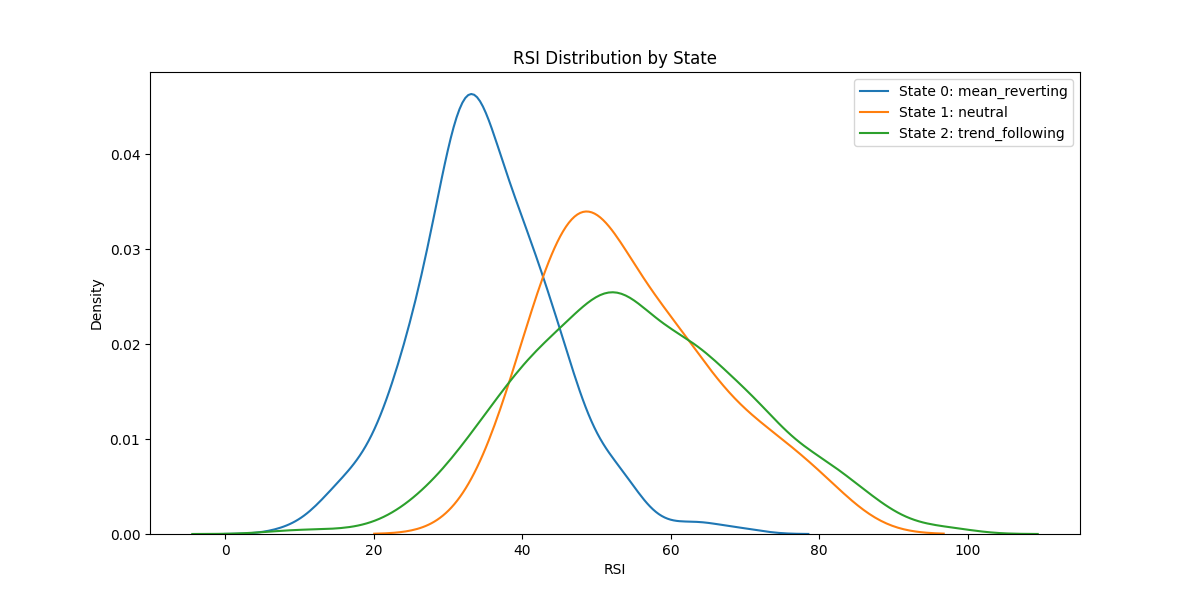 RSI Distribution by State
State 0: mean_reverting
State 1: neutral
State 2: trend_following
Density
0.04
0.03
0.02
0.01
0.00
0 20 40 60 80 100
RSI